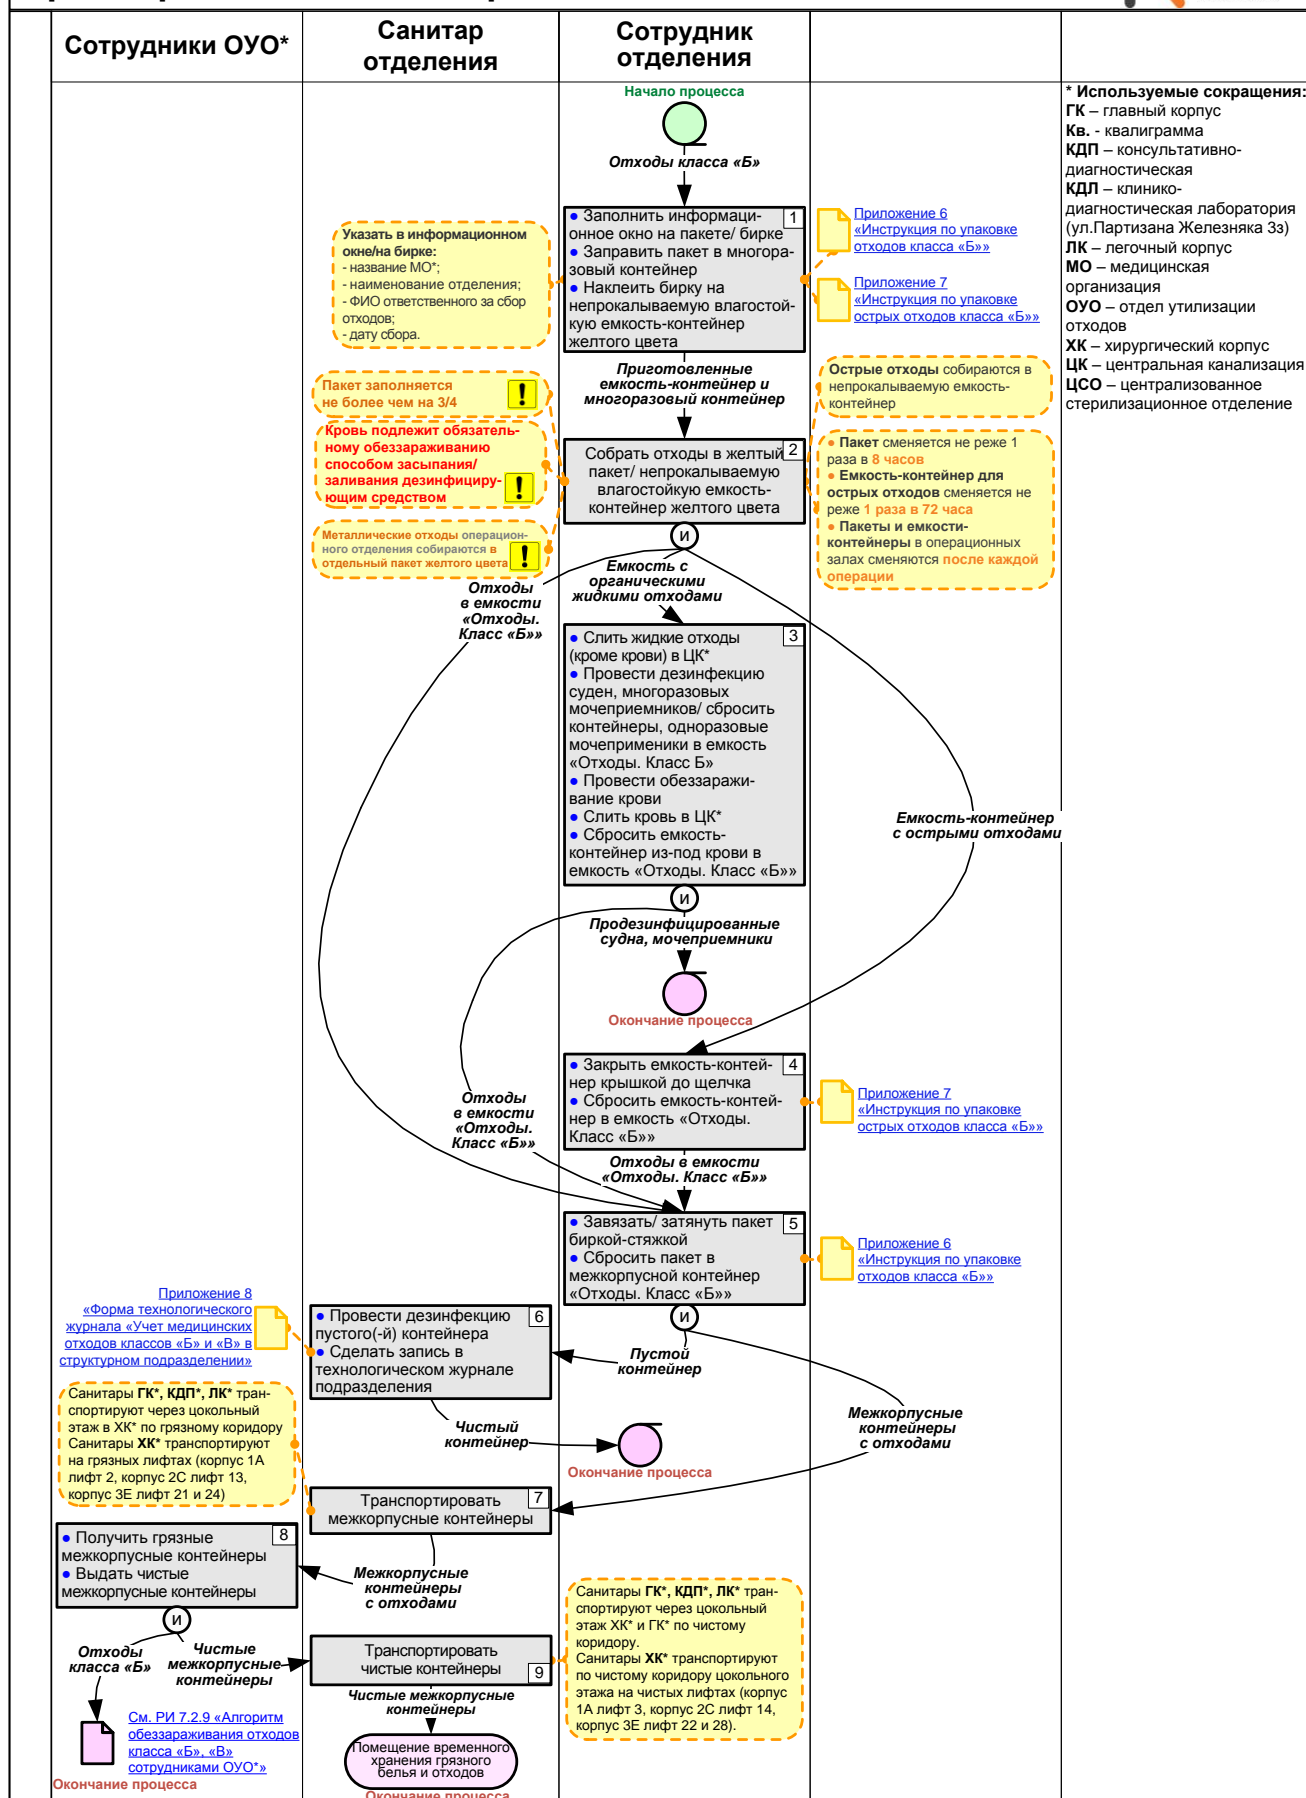 Сотрудники ОУО*
Санитар
отделения
Сотрудник
отделения
Начало процесса
Отходы класса «Б»
* Используемые сокращения:
ГК – главный корпус
Кв. - квалиграмма
КДП – консультативно-
диагностическая
КДЛ – клинико-
диагностическая лаборатория
(ул.Партизана Железняка 3з)
ЛК – легочный корпус
МО – медицинская
организация
ОУО – отдел утилизации
отходов
ХК – хирургический корпус
ЦК – центральная канализация
ЦСО – централизованное
стерилизационное отделение
Указать в информационном
окне/на бирке:
- название МО*;
- наименование отделения;
- ФИО ответственного за сбор
отходов;
- дату сбора.
1
● Заполнить информаци-
онное окно на пакете/ бирке
● Заправить пакет в многора-
зовый контейнер
● Наклеить бирку на
непрокалываемую влагостой-
кую емкость-контейнер
желтого цвета
Приложение 6
«Инструкция по упаковке
отходов класса «Б»»
Приложение 7
«Инструкция по упаковке
острых отходов класса «Б»»
Приготовленные
емкость-контейнер и
многоразовый контейнер
Пакет заполняется
не более чем на 3/4
!
Кровь подлежит обязатель-
ному обеззараживанию
способом засыпания/
заливания дезинфициру-
ющим средством
!
Металлические отходы операцион-
ного отделения собираются в
отдельный пакет желтого цвета
!
2
Собрать отходы в желтый
пакет/ непрокалываемую
влагостойкую емкость-
контейнер желтого цвета
Острые отходы собираются в
непрокалываемую емкость-
контейнер
● Пакет сменяется не реже 1
раза в 8 часов
● Емкость-контейнер для
острых отходов сменяется не
реже 1 раза в 72 часа
● Пакеты и емкости-
контейнеры в операционных
залах сменяются после каждой
операции
И
Отходы
в емкости
«Отходы.
Класс «Б»»
Емкость с
органическими
жидкими отходами
3
● Слить жидкие отходы
(кроме крови) в ЦК*
● Провести дезинфекцию
суден, многоразовых
мочеприемников/ сбросить
контейнеры, одноразовые
мочеприменики в емкость
«Отходы. Класс Б»
● Провести обеззаражи-
вание крови
● Слить кровь в ЦК*
● Сбросить емкость-
контейнер из-под крови в
емкость «Отходы. Класс «Б»»
Емкость-контейнер
с острыми отходами
И
Продезинфицированные
судна, мочеприемники
Окончание процесса
Отходы
в емкости
«Отходы.
Класс «Б»»
4
● Закрыть емкость-контей-
нер крышкой до щелчка
● Сбросить емкость-контей-
нер в емкость «Отходы.
Класс «Б»»
Приложение 7
«Инструкция по упаковке
острых отходов класса «Б»»
Отходы в емкости
«Отходы. Класс «Б»»
5
● Завязать/ затянуть пакет
биркой-стяжкой
● Сбросить пакет в
межкорпусной контейнер
«Отходы. Класс «Б»»
Приложение 6
«Инструкция по упаковке
отходов класса «Б»»
И
Пустой
контейнер
Приложение 8
«Форма технологического
журнала «Учет медицинских
отходов классов «Б» и «В» в
структурном подразделении»
6
● Провести дезинфекцию
пустого(-й) контейнера
● Сделать запись в
технологическом журнале
подразделения
Чистый
контейнер
Окончание процесса
Межкорпусные
контейнеры
с отходами
Санитары ГК*, КДП*, ЛК* тран-
спортируют через цокольный
этаж в ХК* по грязному коридору
Санитары ХК* транспортируют
на грязных лифтах (корпус 1А
лифт 2, корпус 2С лифт 13,
корпус 3Е лифт 21 и 24)
7
Транспортировать
межкорпусные контейнеры
Межкорпусные
контейнеры
с отходами
8
● Получить грязные
межкорпусные контейнеры
● Выдать чистые
межкорпусные контейнеры
И
Отходы
класса «Б»
Чистые
межкорпусные
контейнеры
9
Транспортировать
чистые контейнеры
Санитары ГК*, КДП*, ЛК* тран-
спортируют через цокольный
этаж ХК* и ГК* по чистому
коридору.
Санитары ХК* транспортируют
по чистому коридору цокольного
этажа на чистых лифтах (корпус
1А лифт 3, корпус 2С лифт 14,
корпус 3Е лифт 22 и 28).
Чистые межкорпусные
контейнеры
См. РИ 7.2.9 «Алгоритм
обеззараживания отходов
класса «Б», «В»
сотрудниками ОУО*»
Окончание процесса
Помещение временного
хранения грязного
белья и отходов
Окончание процесса